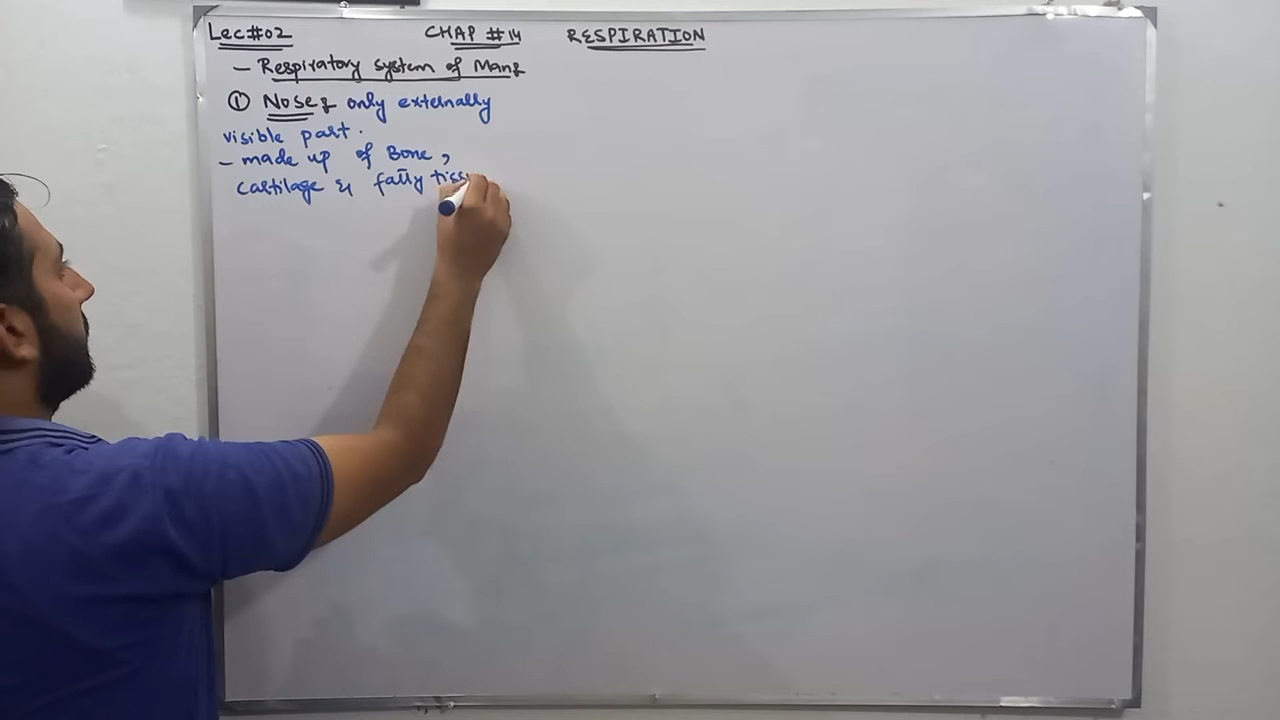 Lec#02 CHAP #14 RESPIRATION
- Respiratory system of Man:
① Nose: only externally
visible part.
- made up of Bone,
cartilage & fatty tiss